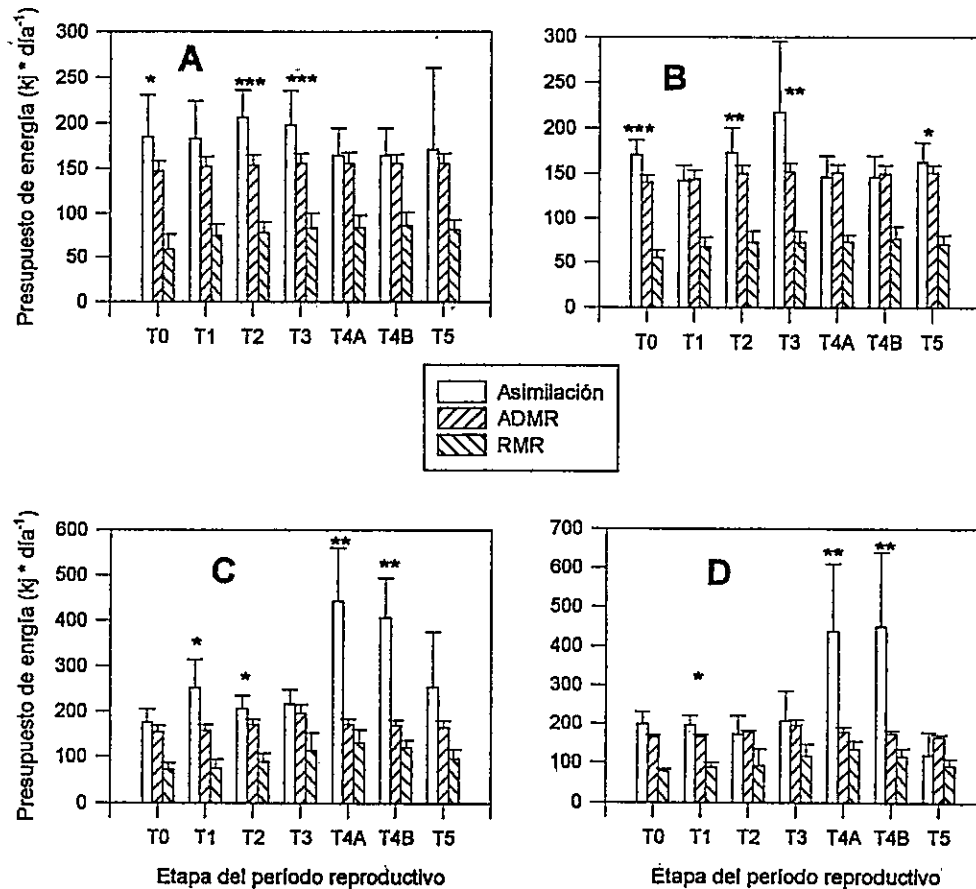 Presupuesto de energía (kj * día⁻¹)
300
250
200
150
100
50
0
A
*
***
***
T0 T1 T2 T3 T4A T4B T5
300
250
200
150
100
50
0
B
***
**
**
*
T0 T1 T2 T3 T4A T4B T5
Asimilación
ADMR
RMR
Presupuesto de enrgía (kj * día⁻¹)
600
500
400
300
200
100
0
C
*
*
**
**
T0 T1 T2 T3 T4A T4B T5
Etapa del período reproductivo
700
600
500
400
300
200
100
0
D
*
**
**
T0 T1 T2 T3 T4A T4B T5
Etapa del período reproductivo